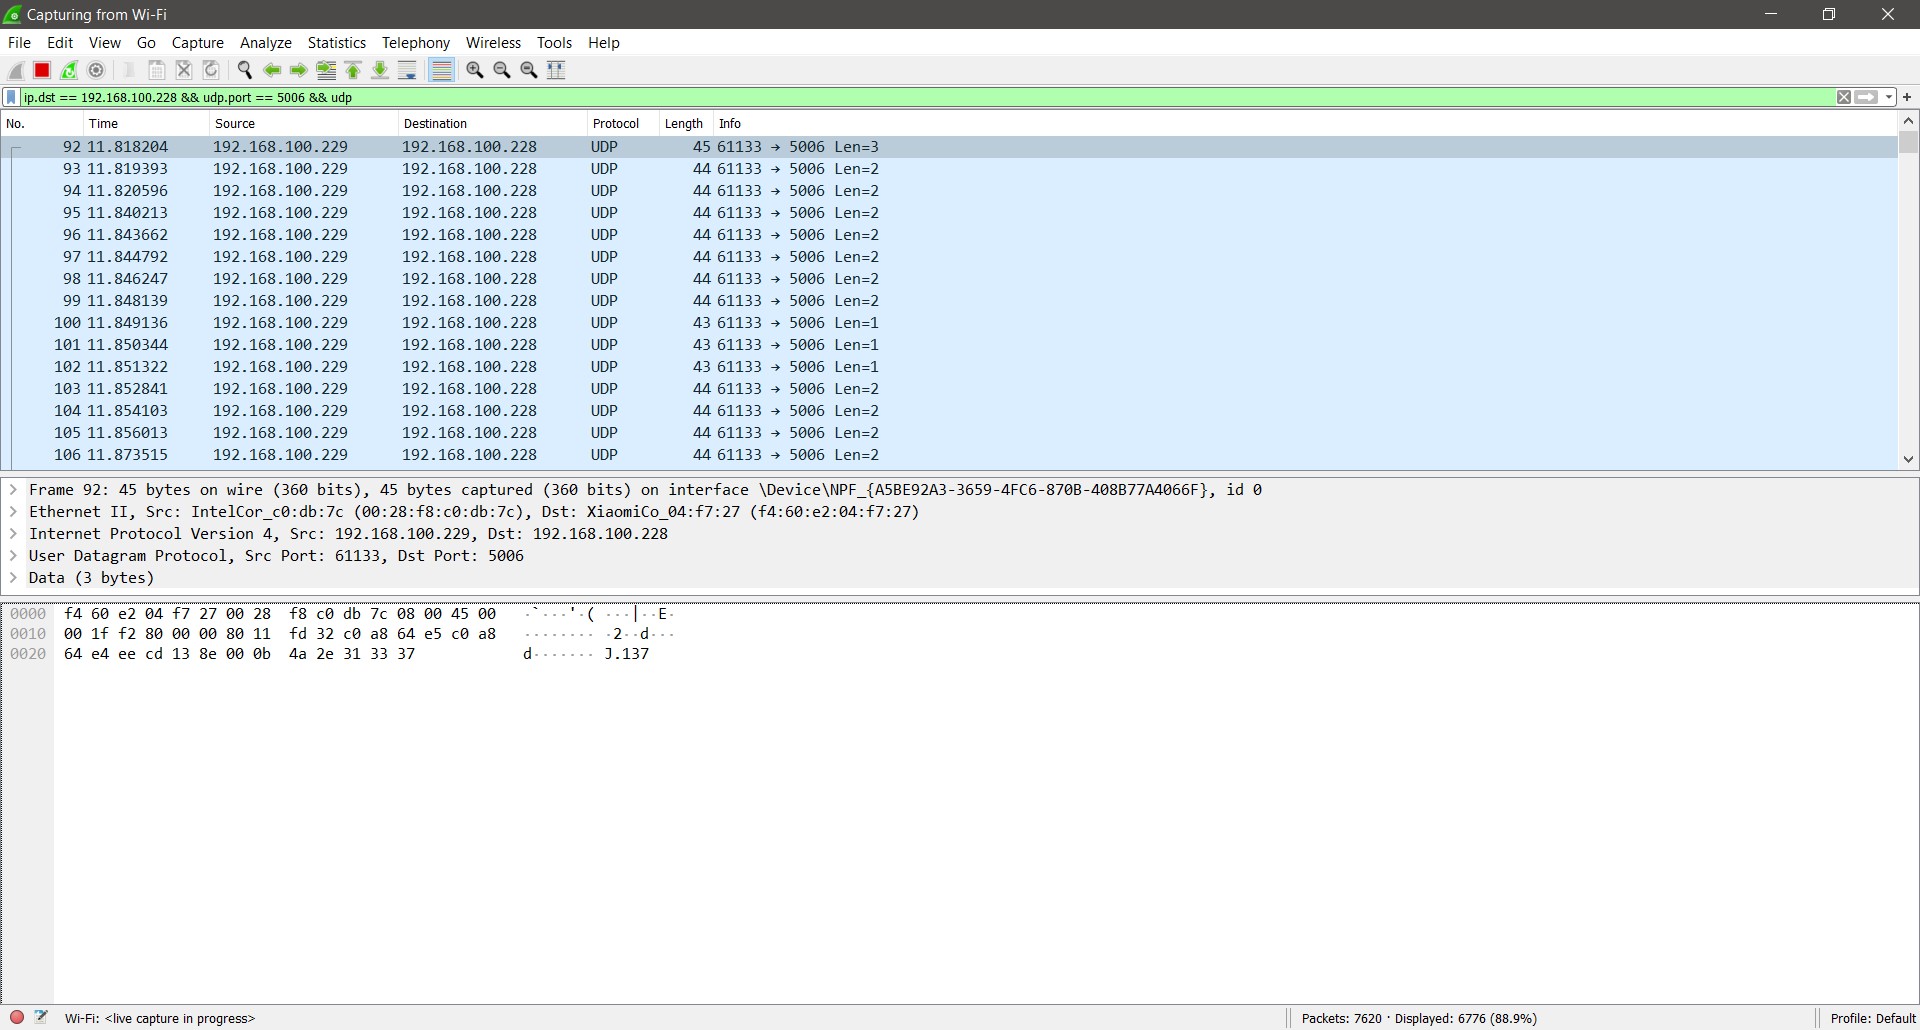 Capturing from Wi-Fi
File Edit View Go Capture Analyze Statistics Telephony Wireless Tools Help
ip.dst == 192.168.100.228 && udp.port == 5006 && udp
No. Time Source Destination Protocol Length Info
92 11.818204 192.168.100.229 192.168.100.228 UDP 45 61133 → 5006 Len=3
93 11.819393 192.168.100.229 192.168.100.228 UDP 44 61133 → 5006 Len=2
94 11.820596 192.168.100.229 192.168.100.228 UDP 44 61133 → 5006 Len=2
95 11.840213 192.168.100.229 192.168.100.228 UDP 44 61133 → 5006 Len=2
96 11.843662 192.168.100.229 192.168.100.228 UDP 44 61133 → 5006 Len=2
97 11.844792 192.168.100.229 192.168.100.228 UDP 44 61133 → 5006 Len=2
98 11.846247 192.168.100.229 192.168.100.228 UDP 44 61133 → 5006 Len=2
99 11.848139 192.168.100.229 192.168.100.228 UDP 44 61133 → 5006 Len=2
100 11.849136 192.168.100.229 192.168.100.228 UDP 43 61133 → 5006 Len=1
101 11.850344 192.168.100.229 192.168.100.228 UDP 43 61133 → 5006 Len=1
102 11.851322 192.168.100.229 192.168.100.228 UDP 43 61133 → 5006 Len=1
103 11.852841 192.168.100.229 192.168.100.228 UDP 44 61133 → 5006 Len=2
104 11.854103 192.168.100.229 192.168.100.228 UDP 44 61133 → 5006 Len=2
105 11.856013 192.168.100.229 192.168.100.228 UDP 44 61133 → 5006 Len=2
106 11.873515 192.168.100.229 192.168.100.228 UDP 44 61133 → 5006 Len=2
Frame 92: 45 bytes on wire (360 bits), 45 bytes captured (360 bits) on interface \Device\NPF_{A5BE92A3-3659-4FC6-870B-408B77A4066F}, id 0
Ethernet II, Src: IntelCor_c0:db:7c (00:28:f8:c0:db:7c), Dst: XiaomiCo_04:f7:27 (f4:60:e2:04:f7:27)
Internet Protocol Version 4, Src: 192.168.100.229, Dst: 192.168.100.228
User Datagram Protocol, Src Port: 61133, Dst Port: 5006
Data (3 bytes)
0000 f4 60 e2 04 f7 27 00 28 f8 c0 db 7c 08 00 45 00 ·`···'·( ···|··E·
0010 00 1f f2 80 00 00 80 11 fd 32 c0 a8 64 e5 c0 a8 ········ ·2··d···
0020 64 e4 ee cd 13 8e 00 0b 4a 2e 31 33 37 d······· J.137
Wi-Fi: <live capture in progress> Packets: 7620 · Displayed: 6776 (88.9%) Profile: Default